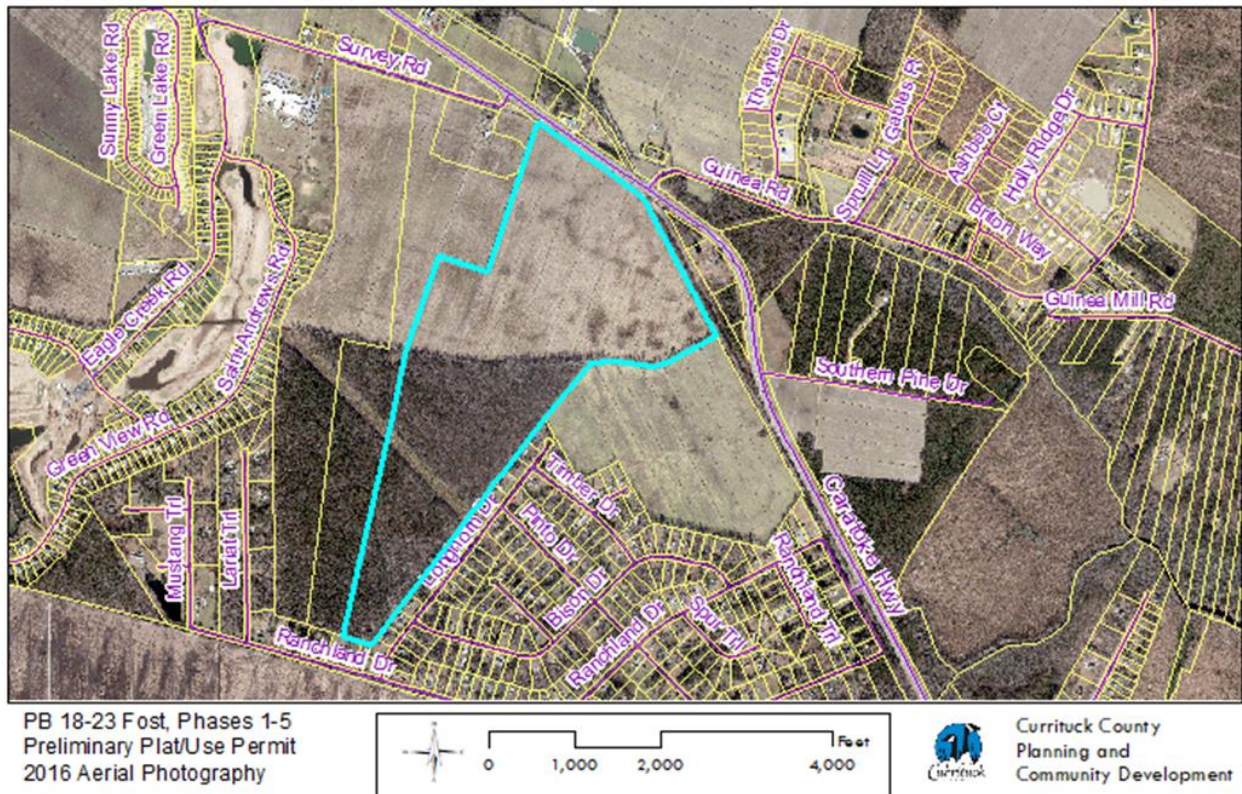 Sunny Lake Rd
Green Lake Rd
Survey Rd
Thayne Dr
Gables Pl
Ashbee Ct
Holly Ridge Dr
Guinea Rd
Spruill Ln
Briton Way
Eagle Creek Rd
Saint Andrews Rd
Guinea Mill Rd
Southern Pine Dr
Green View Rd
Mustang Trl
Lariat Trl
Longhorn Dr
Timber Dr
Pinto Dr
Bison Dr
Caratoke Hwy
Ranchland Dr
Ranchland Dr
Spur Trl
Ranchland Trl
PB 18-23 Fost, Phases 1-5
Preliminary Plat/Use Permit
2016 Aerial Photography
Feet
0 1,000 2,000 4,000
Currituck
Currituck County
Planning and
Community Development